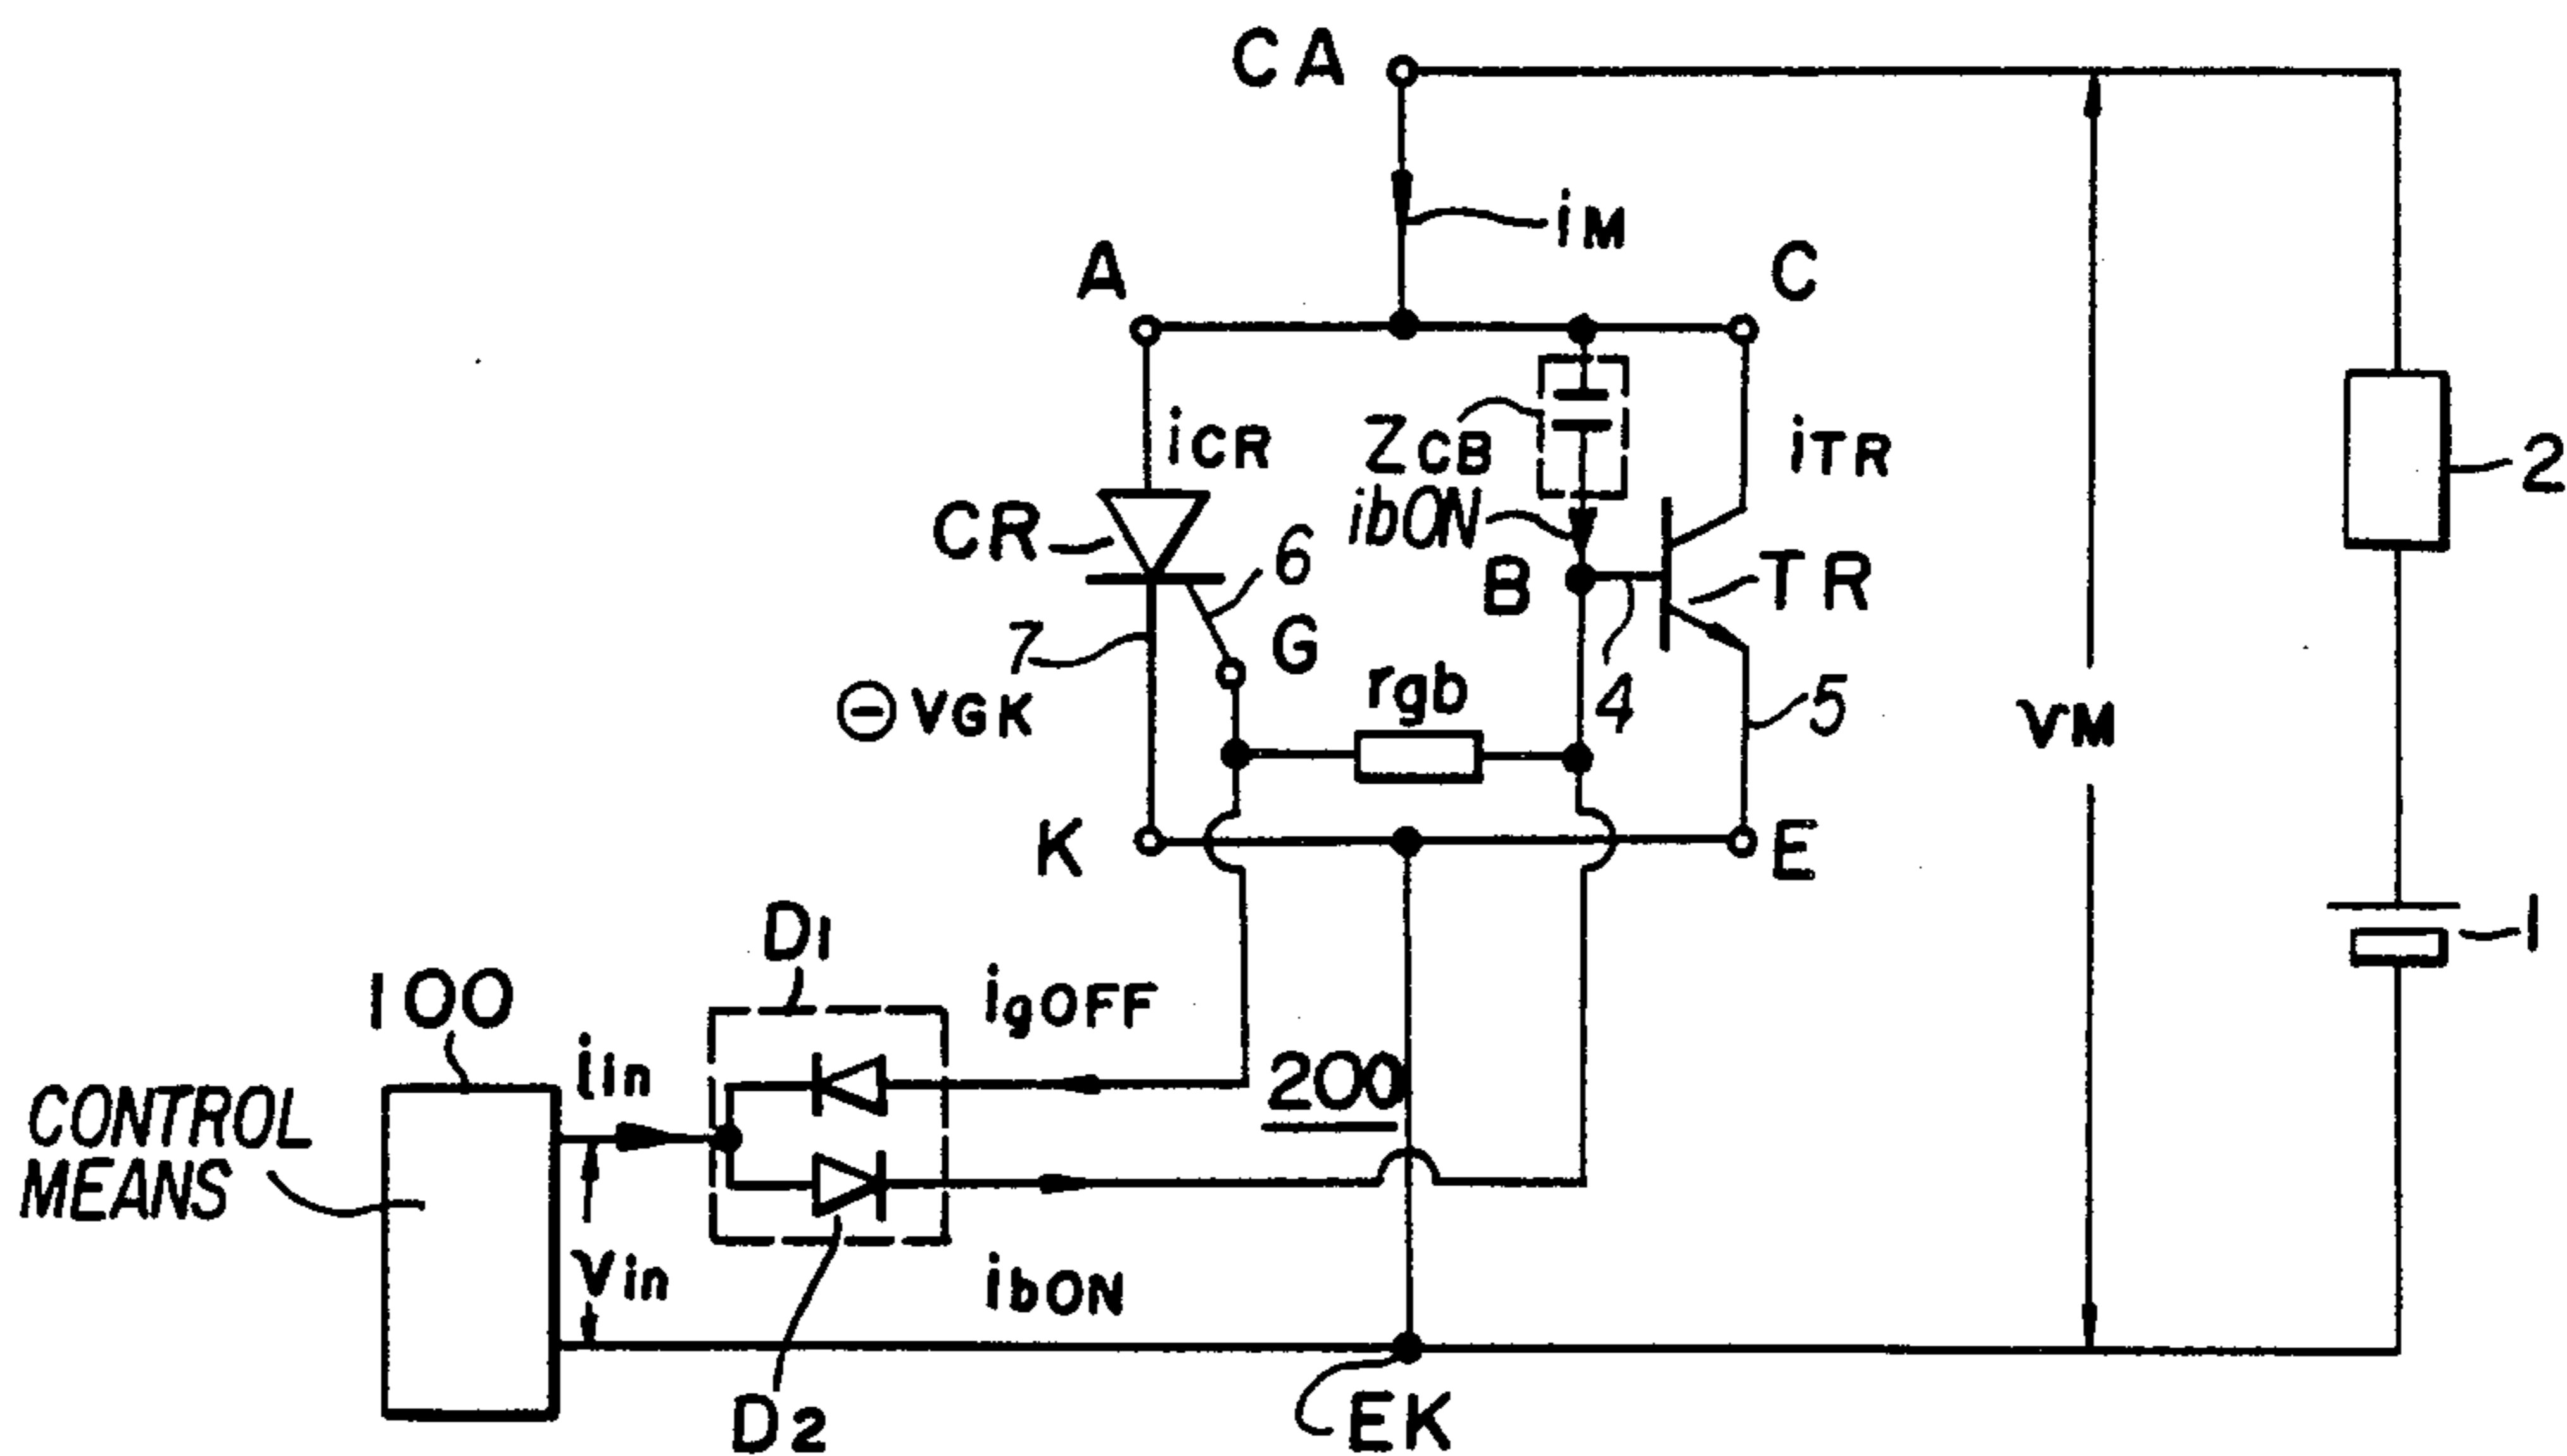 CA
iM
A
C
iCR
ZCB
iTR
2
CR
ibON
6
B
TR
7
G
rgb
4
5
⊖ VGK
VM
K
E
D1
1
100
igOFF
iin
200
CONTROL
MEANS
Vin
ibON
D2
EK